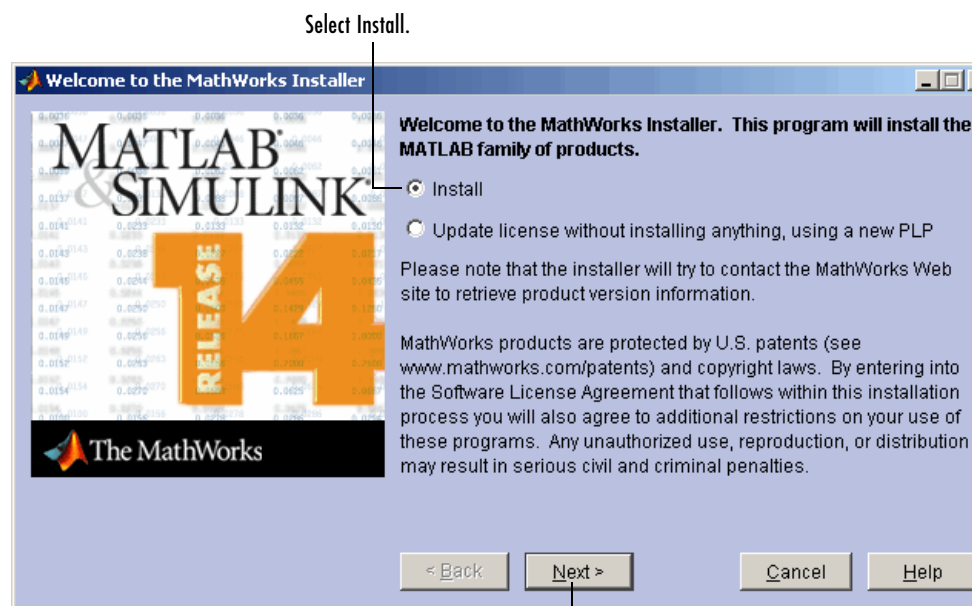 Select Install.
Welcome to the MathWorks Installer
MATLAB®
& SIMULINK®
RELEASE
14
The MathWorks
Welcome to the MathWorks Installer. This program will install the
MATLAB family of products.
Install
Update license without installing anything, using a new PLP
Please note that the installer will try to contact the MathWorks Web
site to retrieve product version information.
MathWorks products are protected by U.S. patents (see
www.mathworks.com/patents) and copyright laws. By entering into
the Software License Agreement that follows within this installation
process you will also agree to additional restrictions on your use of
these programs. Any unauthorized use, reproduction, or distribution
may result in serious civil and criminal penalties.
< Back
Next >
Cancel
Help